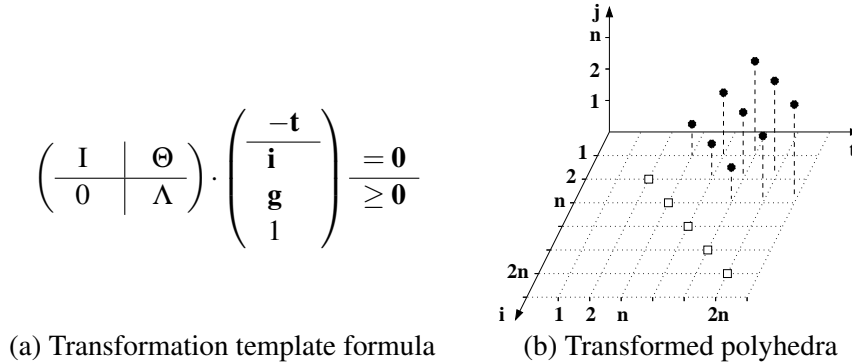 I Θ
0 Λ
·
−t
i
g
1
= 0
≥ 0
(a) Transformation template formula
j
n
2
1
t
1
2
n
2n
i 1 2 n 2n
(b) Transformed polyhedra